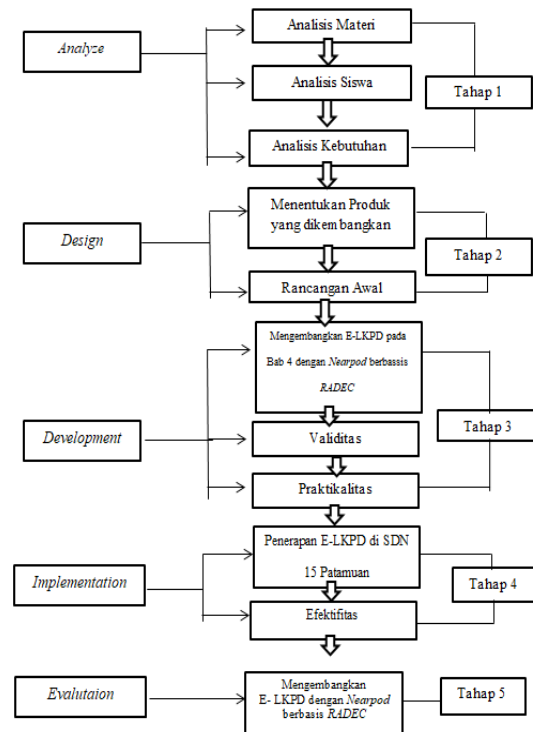 Analyze
Analisis Materi
Analisis Siswa
Analisis Kebutuhan
Tahap 1
Design
Menentukan Produk
yang dikembangkan
Rancangan Awal
Tahap 2
Development
Mengembangkan E-LKPD pada
Bab 4 dengan Nearpod berbassis
RADEC
Validitas
Praktikalitas
Tahap 3
Implementation
Penerapan E-LKPD di SDN
15 Patamuan
Efektifitas
Tahap 4
Evalutaion
Mengembangkan
E- LKPD dengan Nearpod
berbasis RADEC
Tahap 5